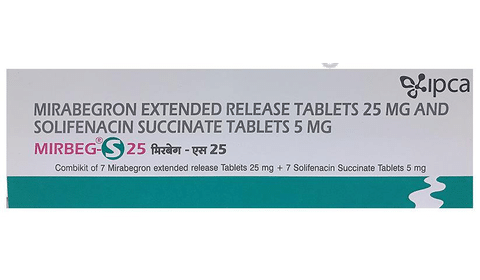 ipca
MIRABEGRON EXTENDED RELEASE TABLETS 25 MG AND
SOLIFENACIN SUCCINATE TABLETS 5 MG
MIRBEG®-S 25 मिरबेग - एस 25
Combikit of 7 Mirabegron extended release Tablets 25 mg + 7 Solifenacin Succinate Tablets 5 mg